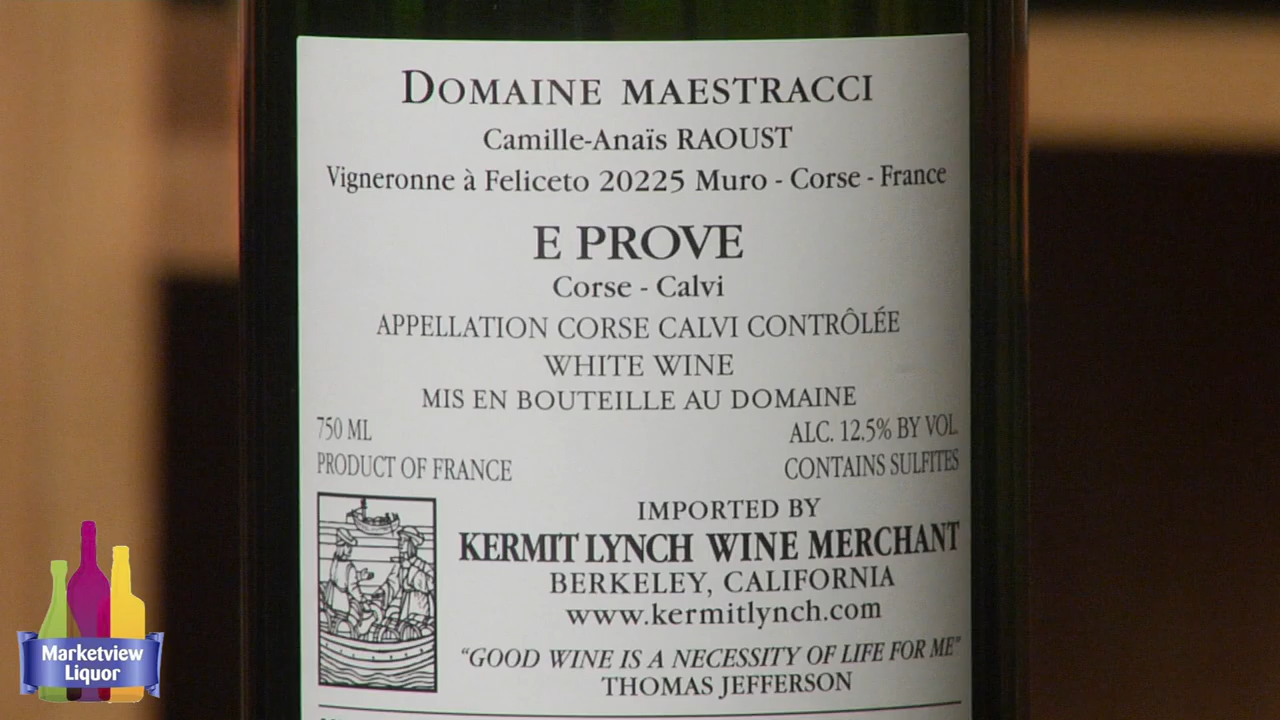 DOMAINE MAESTRACCI
Camille-Anaïs RAOUST
Vigneronne à Feliceto 20225 Muro - Corse - France
E PROVE
Corse - Calvi
APPELLATION CORSE CALVI CONTRÔLÉE
WHITE WINE
MIS EN BOUTEILLE AU DOMAINE
750 ML
ALC. 12.5% BY VOL.
PRODUCT OF FRANCE
CONTAINS SULFITES
IMPORTED BY
KERMIT LYNCH WINE MERCHANT
BERKELEY, CALIFORNIA
www.kermitlynch.com
"GOOD WINE IS A NECESSITY OF LIFE FOR ME"
THOMAS JEFFERSON
Marketview
Liquor